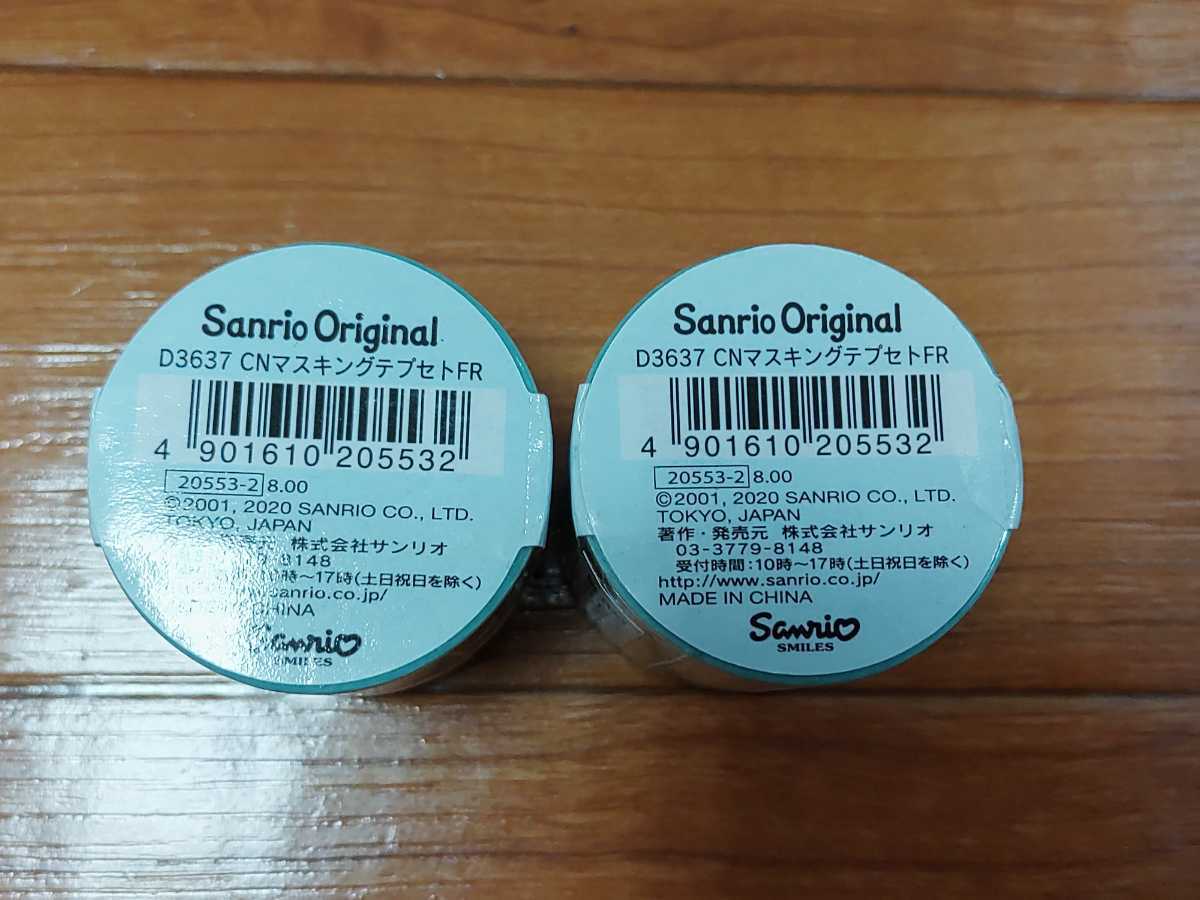 Sanrio Original
D3637 CNマスキングテプセトFR
4 901610 205532
20553-2 8.00
©2001, 2020 SANRIO CO., LTD.
TOKYO, JAPAN
株式会社サンリオ
8148
時〜17時(土日祝日を除く)
.sanrio.co.jp/
CHINA
Sanrio
SMILES
Sanrio Original
D3637 CNマスキングテプセトFR
4 901610 205532
20553-2 8.00
©2001, 2020 SANRIO CO., LTD.
TOKYO, JAPAN
著作・発売元 株式会社サンリオ
03-3779-8148
受付時間:10時〜17時(土日祝日を除く)
http://www.sanrio.co.jp/
MADE IN CHINA
Sanrio
SMILES